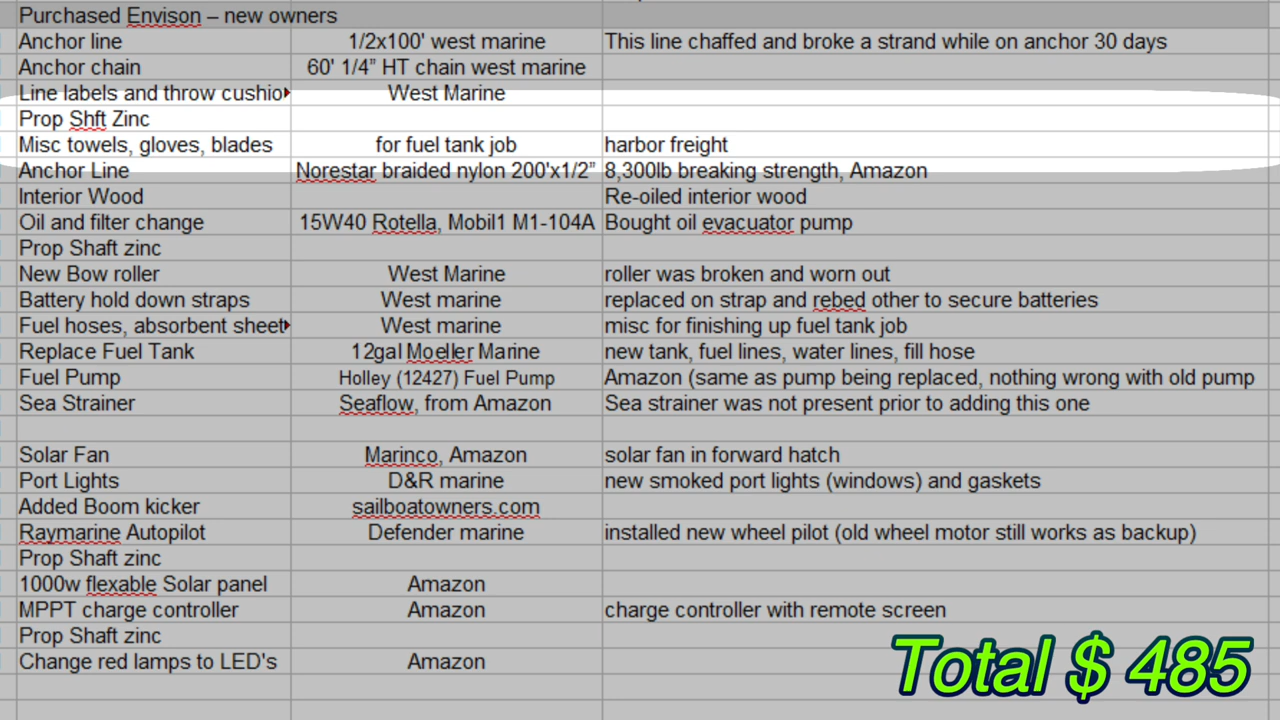 Purchased Envison – new owners
Anchor line 1/2x100' west marine This line chaffed and broke a strand while on anchor 30 days
Anchor chain 60' 1/4” HT chain west marine
Line labels and throw cushio West Marine
Prop Shft Zinc
Misc towels, gloves, blades for fuel tank job harbor freight
Anchor Line Norestar braided nylon 200'x1/2” 8,300lb breaking strength, Amazon
Interior Wood Re-oiled interior wood
Oil and filter change 15W40 Rotella, Mobil1 M1-104A Bought oil evacuator pump
Prop Shaft zinc
New Bow roller West Marine roller was broken and worn out
Battery hold down straps West marine replaced on strap and rebed other to secure batteries
Fuel hoses, absorbent sheet West marine misc for finishing up fuel tank job
Replace Fuel Tank 12gal Moeller Marine new tank, fuel lines, water lines, fill hose
Fuel Pump Holley (12427) Fuel Pump Amazon (same as pump being replaced, nothing wrong with old pump
Sea Strainer Seaflow, from Amazon Sea strainer was not present prior to adding this one
Solar Fan Marinco, Amazon solar fan in forward hatch
Port Lights D&R marine new smoked port lights (windows) and gaskets
Added Boom kicker sailboatowners.com
Raymarine Autopilot Defender marine installed new wheel pilot (old wheel motor still works as backup)
Prop Shaft zinc
1000w flexable Solar panel Amazon
MPPT charge controller Amazon charge controller with remote screen
Prop Shaft zinc
Change red lamps to LED's Amazon
Total $ 485